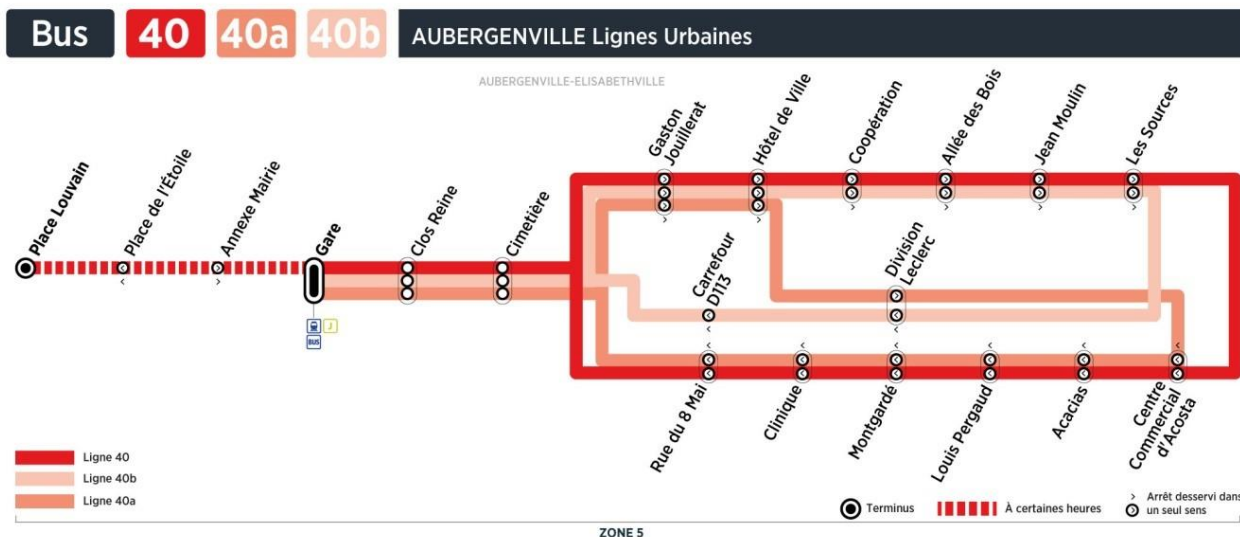 Bus 40 40a 40b AUBERGENVILLE Lignes Urbaines
AUBERGENVILLE-ELISABETHVILLE
Place Louvain
Place de l'Étoile
Annexe Mairie
Gare
J
BUS
Clos Reine
Cimetière
Gaston
Jouillerat
Hôtel de Ville
Coopération
Allée des Bois
Jean Moulin
Les Sources
Carrefour
D113
Division
Leclerc
Rue du 8 Mai
Clinique
Montgardé
Louis Pergaud
Acacias
Centre
Commercial
d'Acosta
Ligne 40
Ligne 40b
Ligne 40a
Terminus
À certaines heures
Arrêt desservi dans
un seul sens
ZONE 5